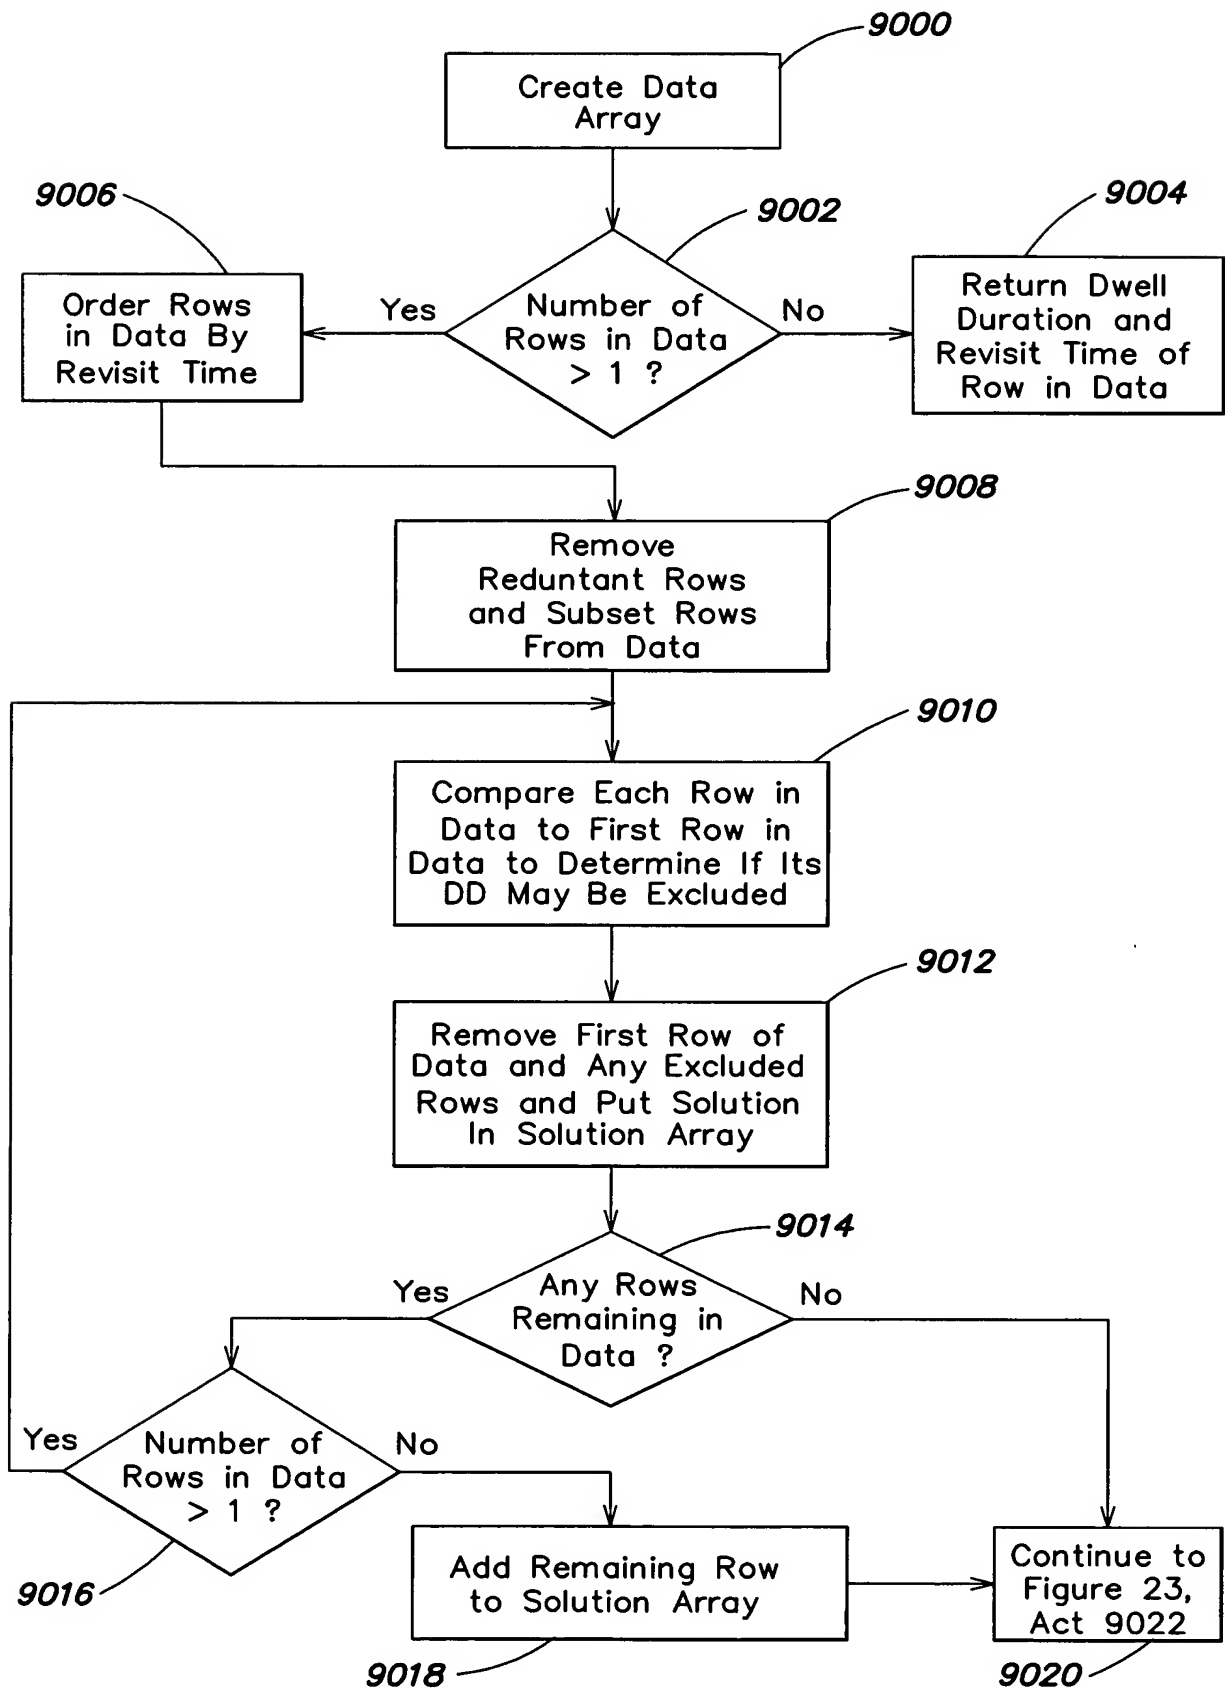 9000
Create Data
Array
9006
9002
9004
Order Rows
in Data By
Revisit Time
Yes
Number of
Rows in Data
> 1 ?
No
Return Dwell
Duration and
Revisit Time of
Row in Data
9008
Remove
Reduntant Rows
and Subset Rows
From Data
9010
Compare Each Row in
Data to First Row in
Data to Determine If Its
DD May Be Excluded
9012
Remove First Row of
Data and Any Excluded
Rows and Put Solution
In Solution Array
9014
Yes
Any Rows
Remaining in
Data ?
No
Yes
Number of
Rows in Data
> 1 ?
No
9016
Add Remaining Row
to Solution Array
9018
Continue to
Figure 23,
Act 9022
9020